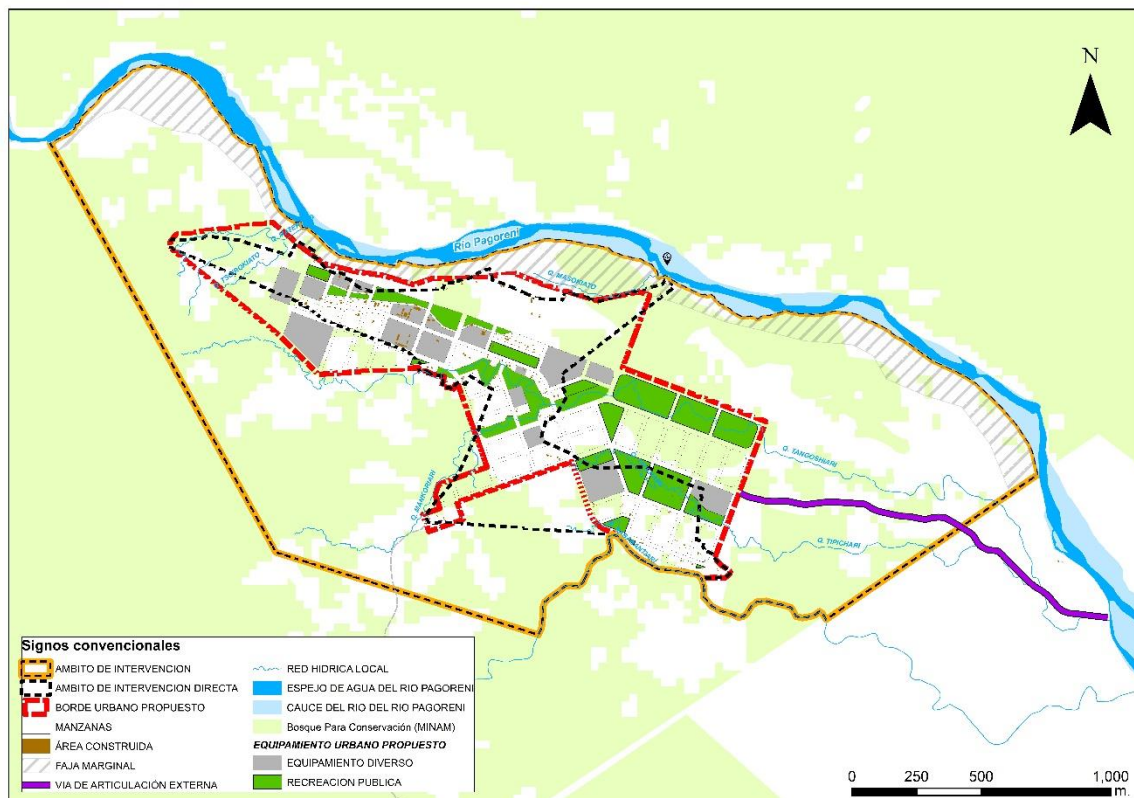 N
Río Pagoreni
Q. MASOKIATO
Q. TANGOSHIARI
Q. TIPICHARI
Q. MANKORIARI
Signos convencionales
AMBITO DE INTERVENCION
AMBITO DE INTERVENCION DIRECTA
BORDE URBANO PROPUESTO
MANZANAS
ÁREA CONSTRUIDA
FAJA MARGINAL
VIA DE ARTICULACIÓN EXTERNA
RED HIDRICA LOCAL
ESPEJO DE AGUA DEL RIO PAGORENI
CAUCE DEL RIO DEL RIO PAGORENI
Bosque Para Conservación (MINAM)
EQUIPAMIENTO URBANO PROPUESTO
EQUIPAMIENTO DIVERSO
RECREACION PUBLICA
0 250 500 1,000
m.